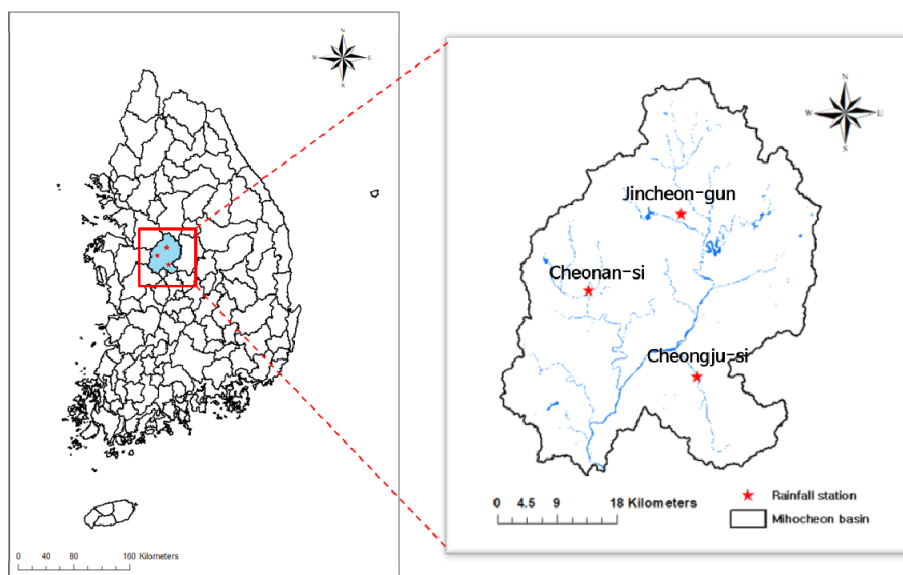 N
W E
S
0 40 80 160 Kilometers
N
W E
S
Jincheon-gun
Cheonan-si
Cheongju-si
0 4.5 9 18 Kilometers
Rainfall station
Mihocheon basin